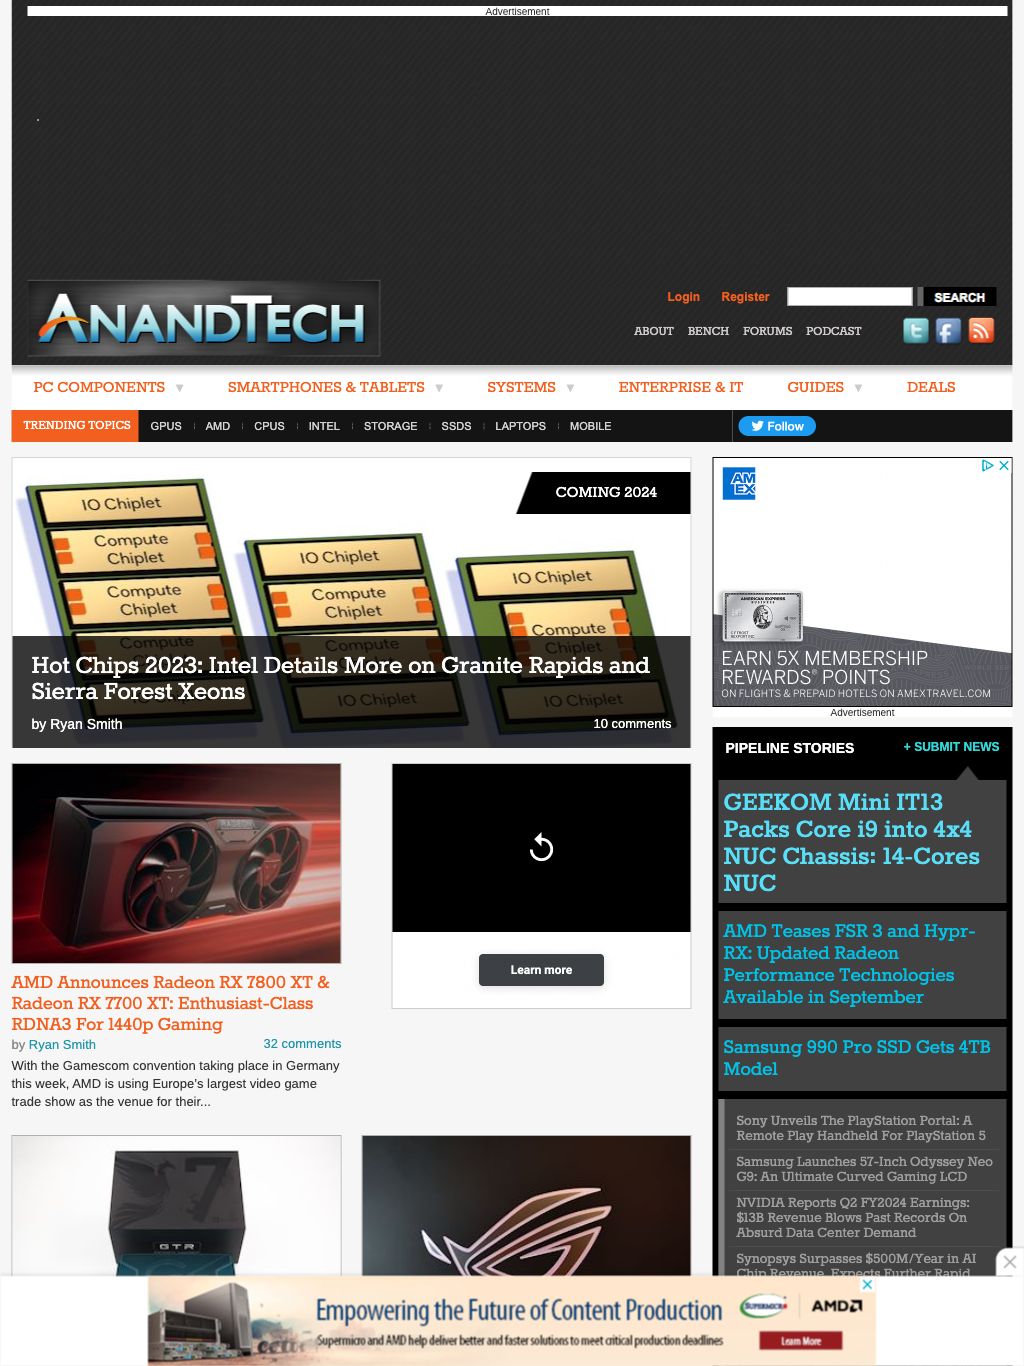 Advertisement
ANANDTECH
Login Register SEARCH
ABOUT BENCH FORUMS PODCAST
PC COMPONENTS SMARTPHONES & TABLETS SYSTEMS ENTERPRISE & IT GUIDES DEALS
TRENDING TOPICS GPUS AMD CPUS INTEL STORAGE SSDS LAPTOPS MOBILE Follow
COMING 2024
IO Chiplet
Compute
Chiplet
Compute
Chiplet
Compute
IO Chiplet
Compute
Chiplet
Compute
IO Chiplet
IO Chiplet
Compute
IO Chiplet
Hot Chips 2023: Intel Details More on Granite Rapids and
Sierra Forest Xeons
by Ryan Smith 10 comments
AM
EX
AMERICAN EXPRESS
BUSINESS
EARN 5X MEMBERSHIP
REWARDS® POINTS
ON FLIGHTS & PREPAID HOTELS ON AMEXTRAVEL.COM
Advertisement
RADEON
AMD Announces Radeon RX 7800 XT &
Radeon RX 7700 XT: Enthusiast-Class
RDNA3 For 1440p Gaming
by Ryan Smith 32 comments
With the Gamescom convention taking place in Germany
this week, AMD is using Europe's largest video game
trade show as the venue for their...
Learn more
PIPELINE STORIES + SUBMIT NEWS
GEEKOM Mini IT13
Packs Core i9 into 4x4
NUC Chassis: 14-Cores
NUC
AMD Teases FSR 3 and Hypr-
RX: Updated Radeon
Performance Technologies
Available in September
Samsung 990 Pro SSD Gets 4TB
Model
Sony Unveils The PlayStation Portal: A
Remote Play Handheld For PlayStation 5
Samsung Launches 57-Inch Odyssey Neo
G9: An Ultimate Curved Gaming LCD
NVIDIA Reports Q2 FY2024 Earnings:
$13B Revenue Blows Past Records On
Absurd Data Center Demand
Synopsys Surpasses $500M/Year in AI
Chip Revenue, Expects Further Rapid
7
GTR
Empowering the Future of Content Production
Supermicro and AMD help deliver better and faster solutions to meet critical production deadlines
SUPERMICRO
AMD
Learn More